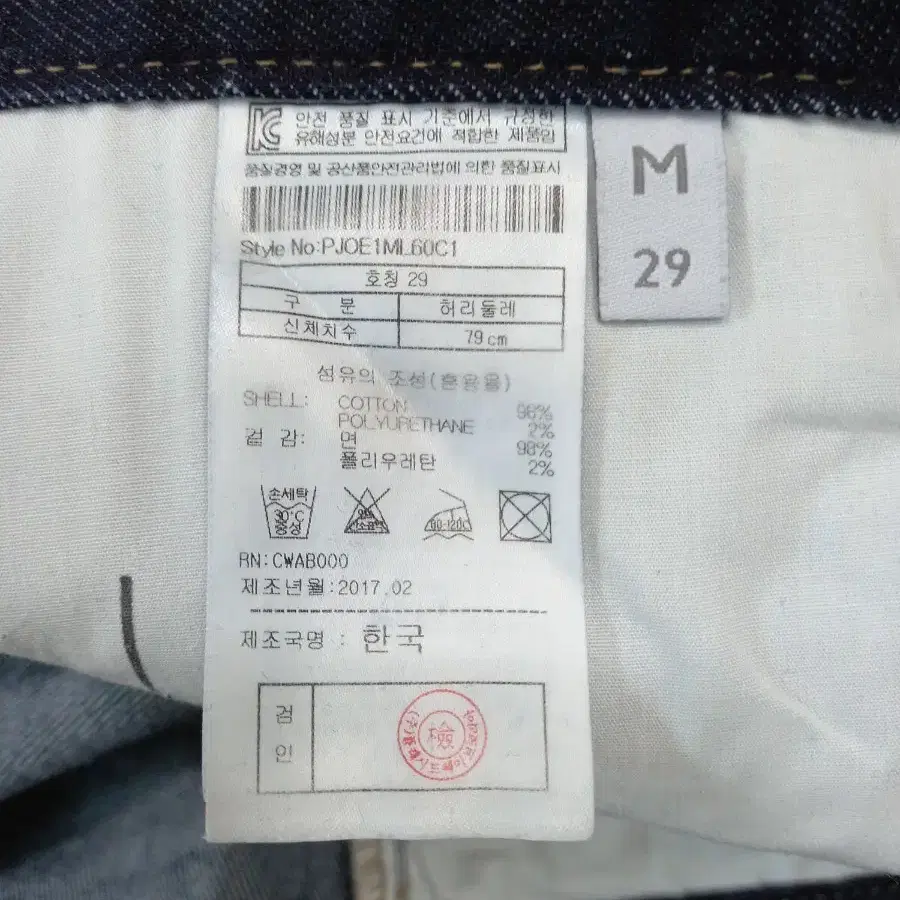 안전 품질 표시 기준에서 규정한
유해성분 안전요건에 적합한 제품임
품질경영 및 공산품안전관리법에 의한 품질표시
Style No:PJOE1ML60C1
호칭 29
구 분 허리둘레
신체치수 79cm
섬유의 조성(혼용율)
SHELL: COTTON 98%
POLYURETHANE 2%
겉 감: 면 98%
폴리우레탄 2%
손세탁
중성
80-120℃
RN:CWAB000
제조년월:2017.02
제조국명 : 한국
검
인
檢
M
29